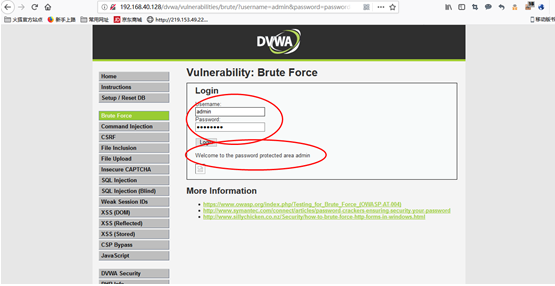 192.168.40.128/dvwa/vulnerabilities/brute/?username=admin&password=passwor
火狐官方站点 新手上路 常用网址 京东商城 http://219.153.49.22... 移动版书
DVWA
Vulnerability: Brute Force
Home
Instructions
Setup / Reset DB
Brute Force
Command Injection
CSRF
File Inclusion
File Upload
Insecure CAPTCHA
SQL Injection
SQL Injection (Blind)
Weak Session IDs
XSS (DOM)
XSS (Reflected)
XSS (Stored)
CSP Bypass
JavaScript
DVWA Security
PHP Info
Login
Username:
admin
Password:
••••••••
Login
Welcome to the password protected area admin
More Information
https://www.owasp.org/index.php/Testing_for_Brute_Force_(OWASP-AT-004)
http://www.symantec.com/connect/articles/password-crackers-ensuring-security-your-password
http://www.sillychicken.co.nz/Security/how-to-brute-force-http-forms-in-windows.html